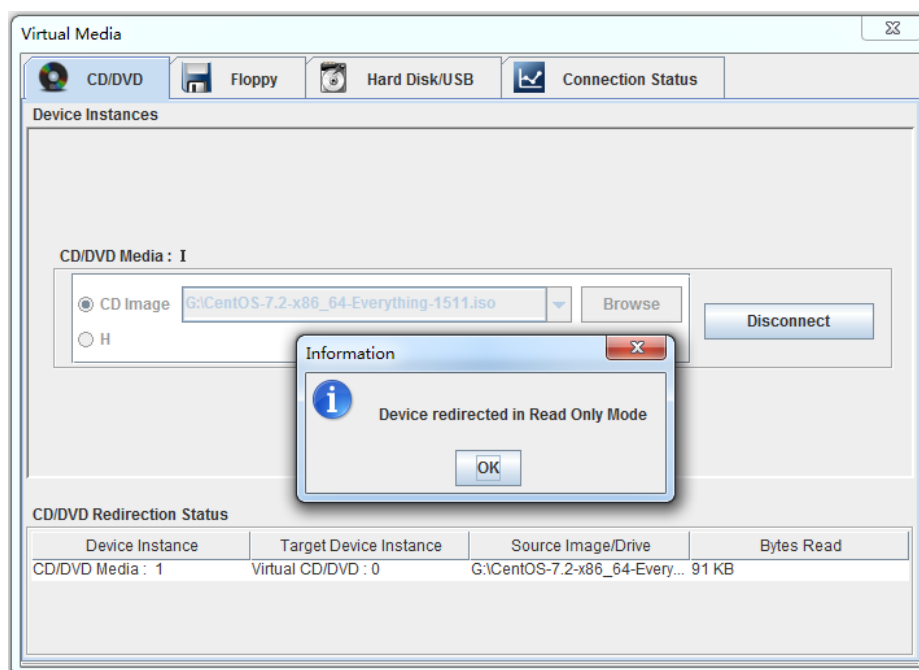 Virtual Media
CD/DVD Floppy Hard Disk/USB Connection Status
Device Instances
CD/DVD Media : I
CD Image G:\CentOS-7.2-x86_64-Everything-1511.iso Browse
Disconnect
H
Information
Device redirected in Read Only Mode
OK
CD/DVD Redirection Status
Device Instance Target Device Instance Source Image/Drive Bytes Read
CD/DVD Media : 1 Virtual CD/DVD : 0 G:\CentOS-7.2-x86_64-Every... 91 KB